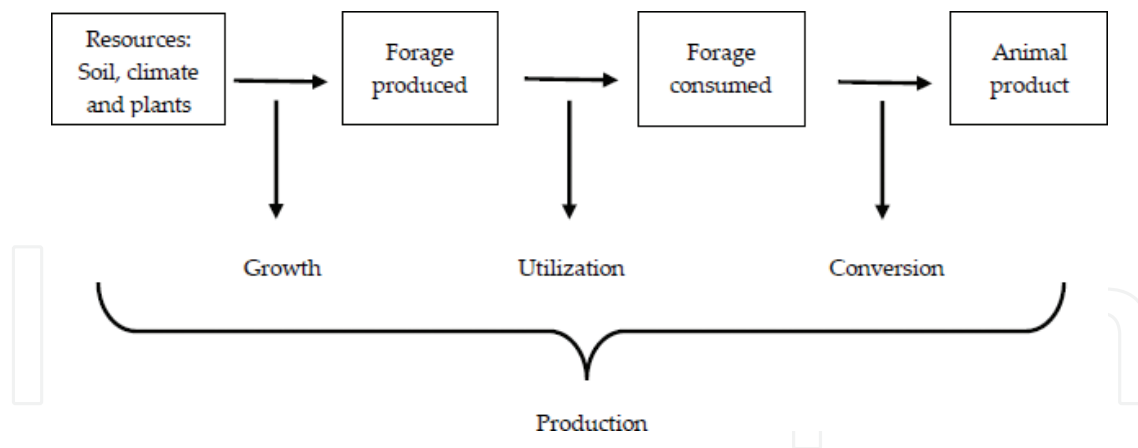 Resources:
Soil, climate
and plants
Forage
produced
Forage
consumed
Animal
product
Growth
Utilization
Conversion
Production